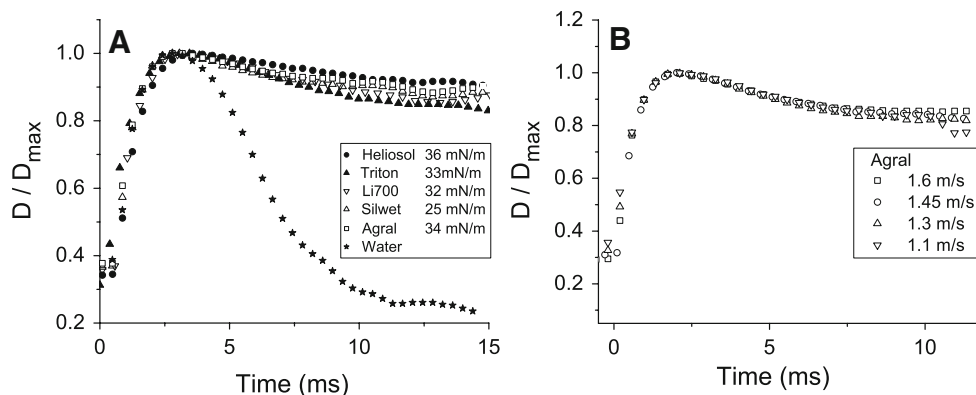 A
1.0
0.8
0.6
0.4
0.2
D / Dmax
Heliosol 36 mN/m
Triton 33mN/m
Li700 32 mN/m
Silwet 25 mN/m
Agral 34 mN/m
Water
0 5 10 15
Time (ms)
B
1.2
1.0
0.8
0.6
0.4
0.2
D / Dmax
Agral
1.6 m/s
1.45 m/s
1.3 m/s
1.1 m/s
0 5 10
Time (ms)